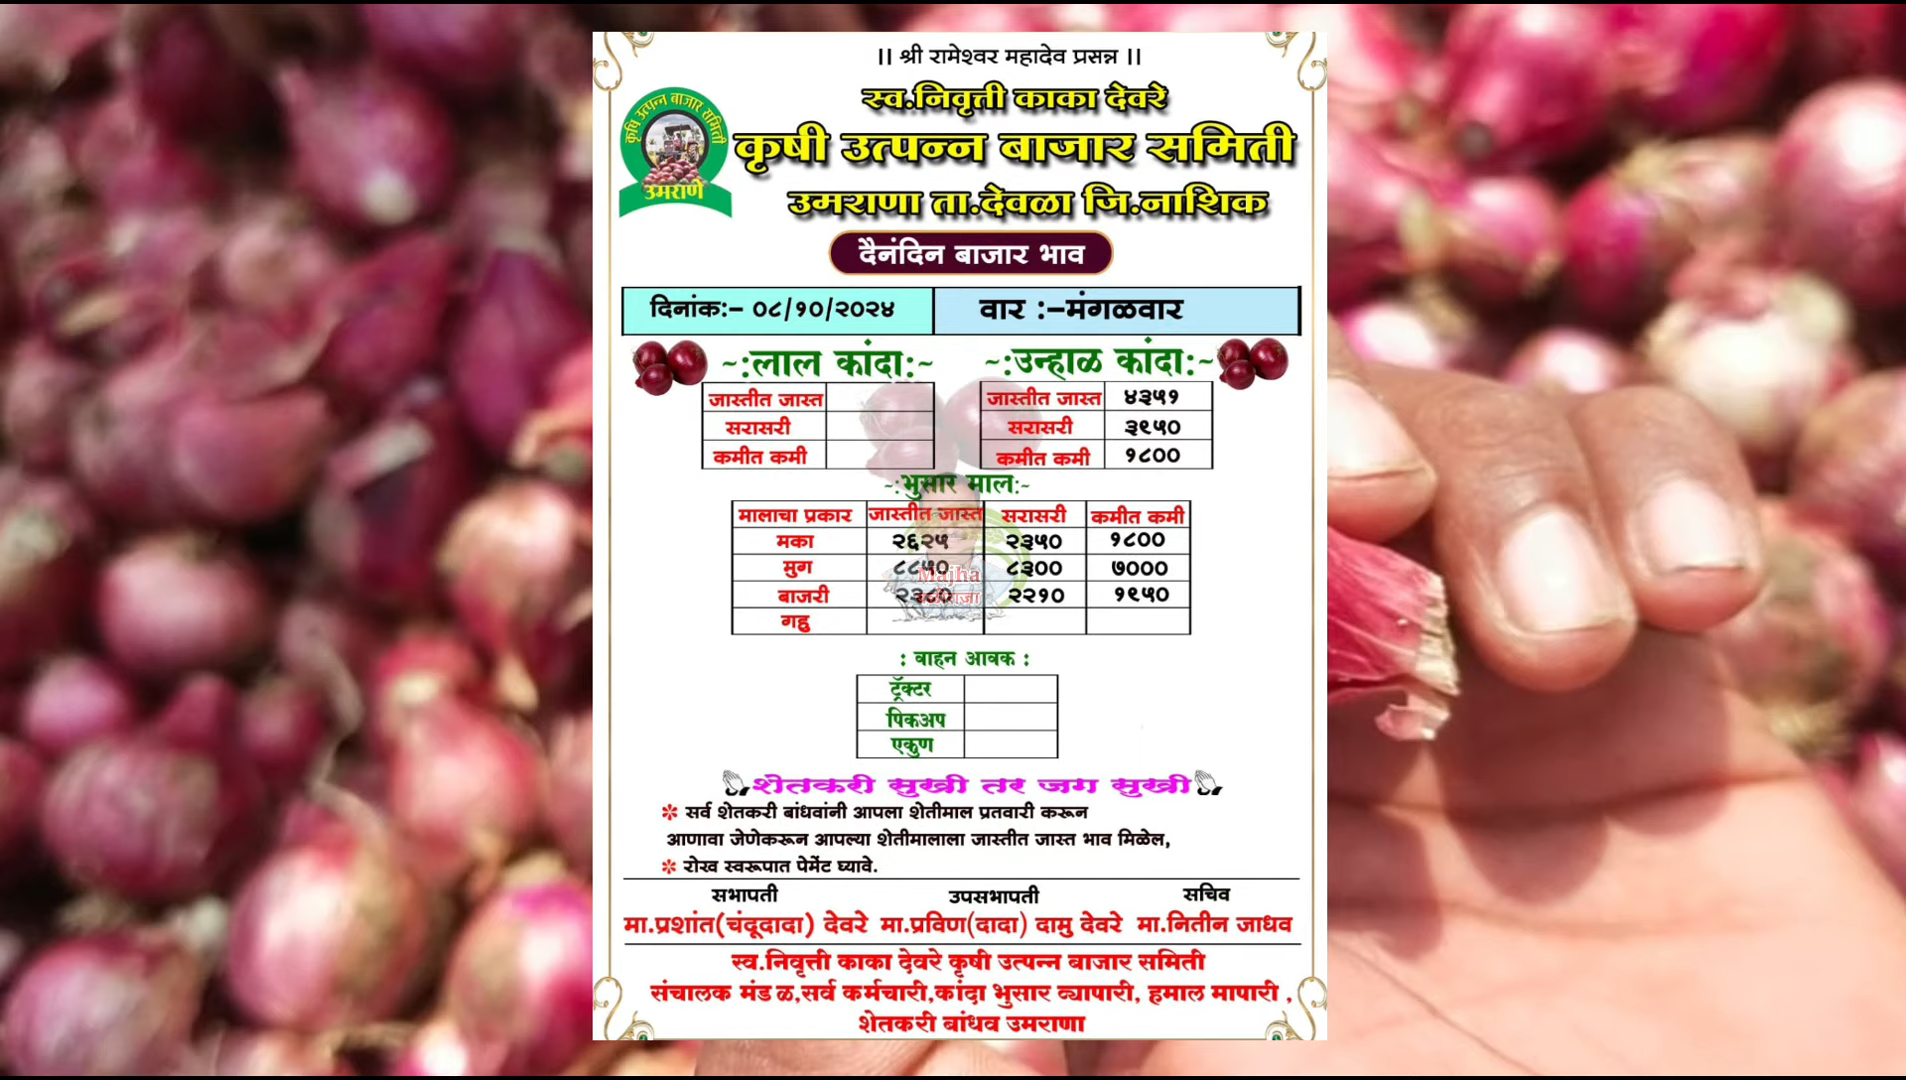 ।। श्री रामेश्वर महादेव प्रसन्न ।।
स्व.निवृत्ती काका देवरे
कृषी उत्पन्न बाजार समिती
उमराणा ता.देवळा जि.नाशिक
कृषि उत्पन्न बाजार समिती
उमराणे
दैनंदिन बाजार भाव
दिनांक:- ०८/१०/२०२४ वार :-मंगळवार
~:लाल कांदा:~ ~:उन्हाळ कांदा:~
जास्तीत जास्त जास्तीत जास्त ४३५१
सरासरी सरासरी ३९५०
कमीत कमी कमीत कमी १८००
~:भुसार माल:~
मालाचा प्रकार जास्तीत जास्त सरासरी कमीत कमी
मका २६२५ २३५० १८००
मुग ८८५० ८३०० ७०००
बाजरी २३८० २२१० १९५०
गहु
Majha
: वाहन आवक :
ट्रॅक्टर
पिकअप
एकुण
शेतकरी सुखी तर जग सुखी
✻ सर्व शेतकरी बांधवांनी आपला शेतीमाल प्रतवारी करून
आणावा जेणेकरून आपल्या शेतीमालाला जास्तीत जास्त भाव मिळेल,
✻ रोख स्वरूपात पेमेंट घ्यावे.
सभापती उपसभापती सचिव
मा.प्रशांत(चंदूदादा) देवरे मा.प्रविण(दादा) दामु देवरे मा.नितीन जाधव
स्व.निवृत्ती काका देवरे कृषी उत्पन्न बाजार समिती
संचालक मंड ळ,सर्व कर्मचारी,कांदा भुसार व्यापारी, हमाल मापारी ,
शेतकरी बांधव उमराणा